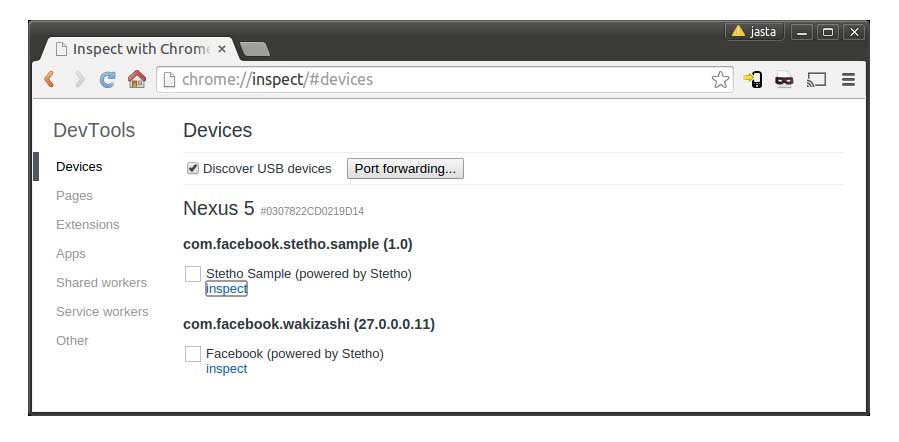 jasta
Inspect with Chrome
chrome://inspect/#devices
DevTools
Devices
Pages
Extensions
Apps
Shared workers
Service workers
Other
Devices
Discover USB devices
Port forwarding...
Nexus 5 #0307822CD0219D14
com.facebook.stetho.sample (1.0)
Stetho Sample (powered by Stetho)
inspect
com.facebook.wakizashi (27.0.0.0.11)
Facebook (powered by Stetho)
inspect